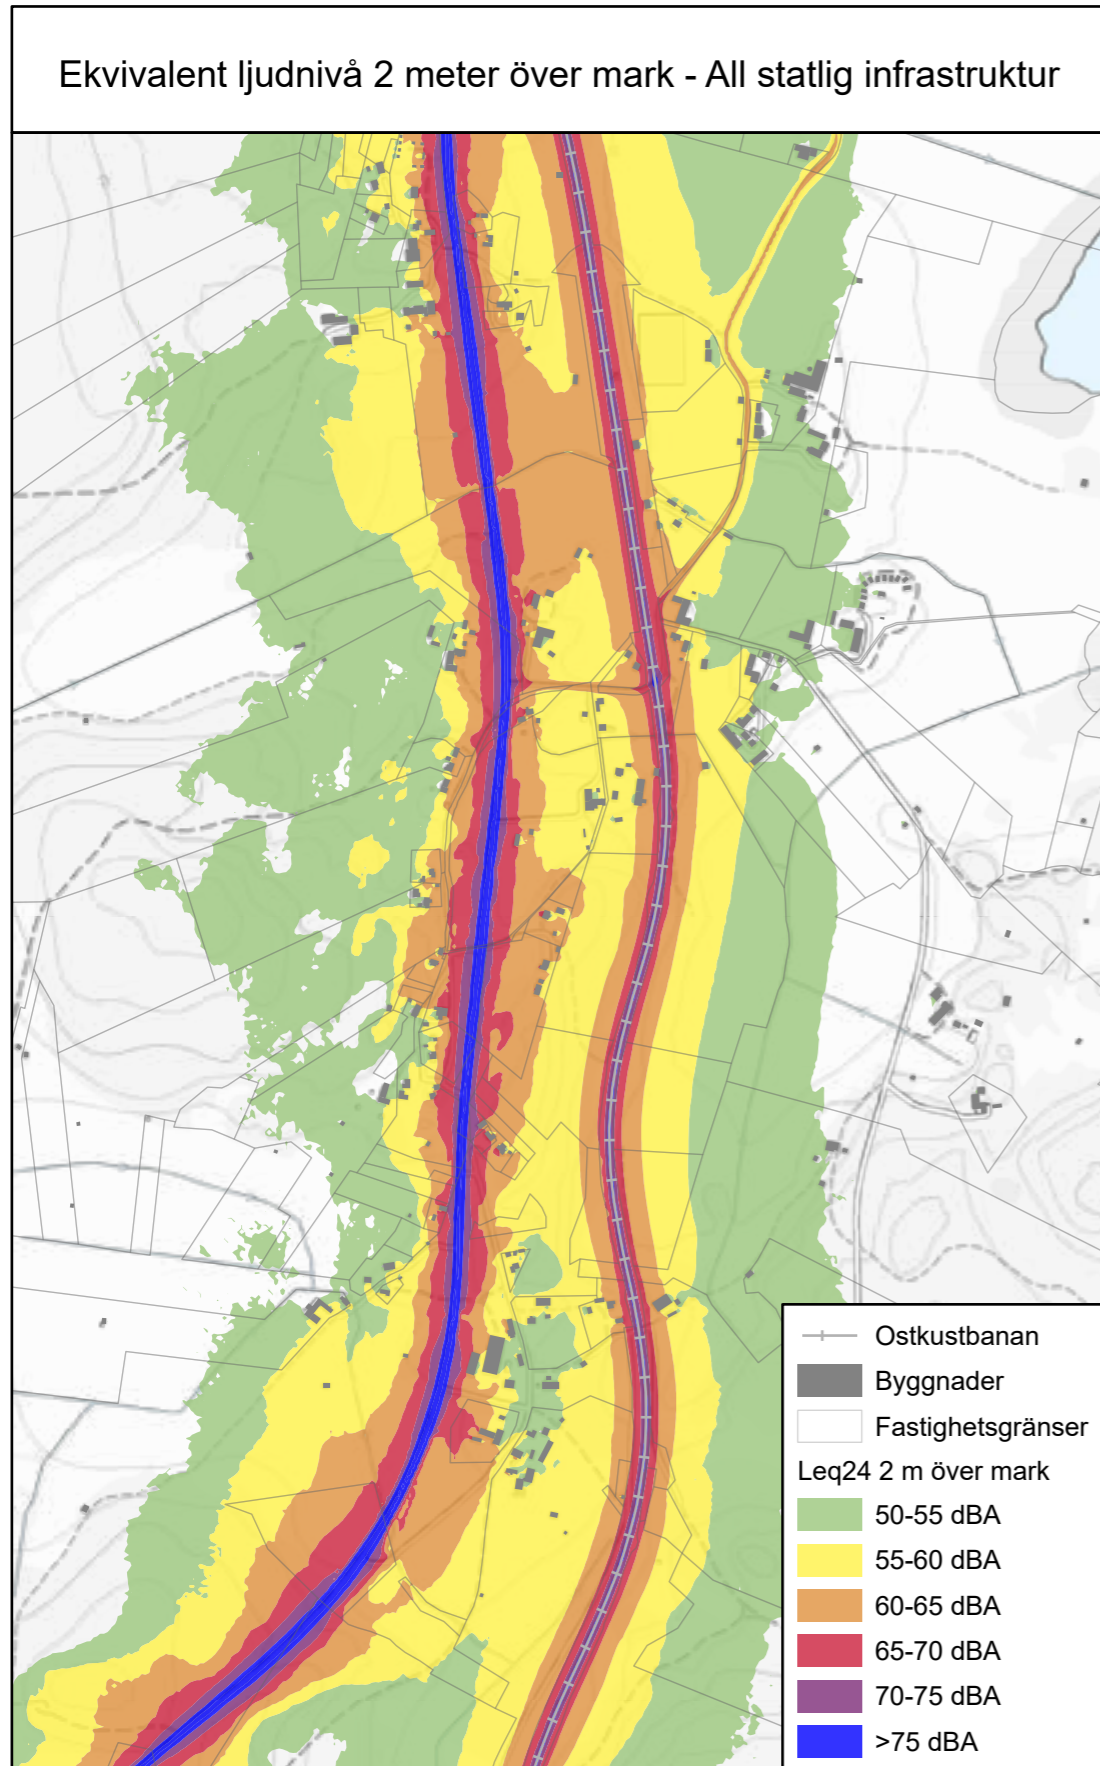 Ekvivalent ljudnivå 2 meter över mark - All statlig infrastruktur
Ostkustbanan
Byggnader
Fastighetsgränser
Leq24 2 m över mark
50-55 dBA
55-60 dBA
60-65 dBA
65-70 dBA
70-75 dBA
>75 dBA